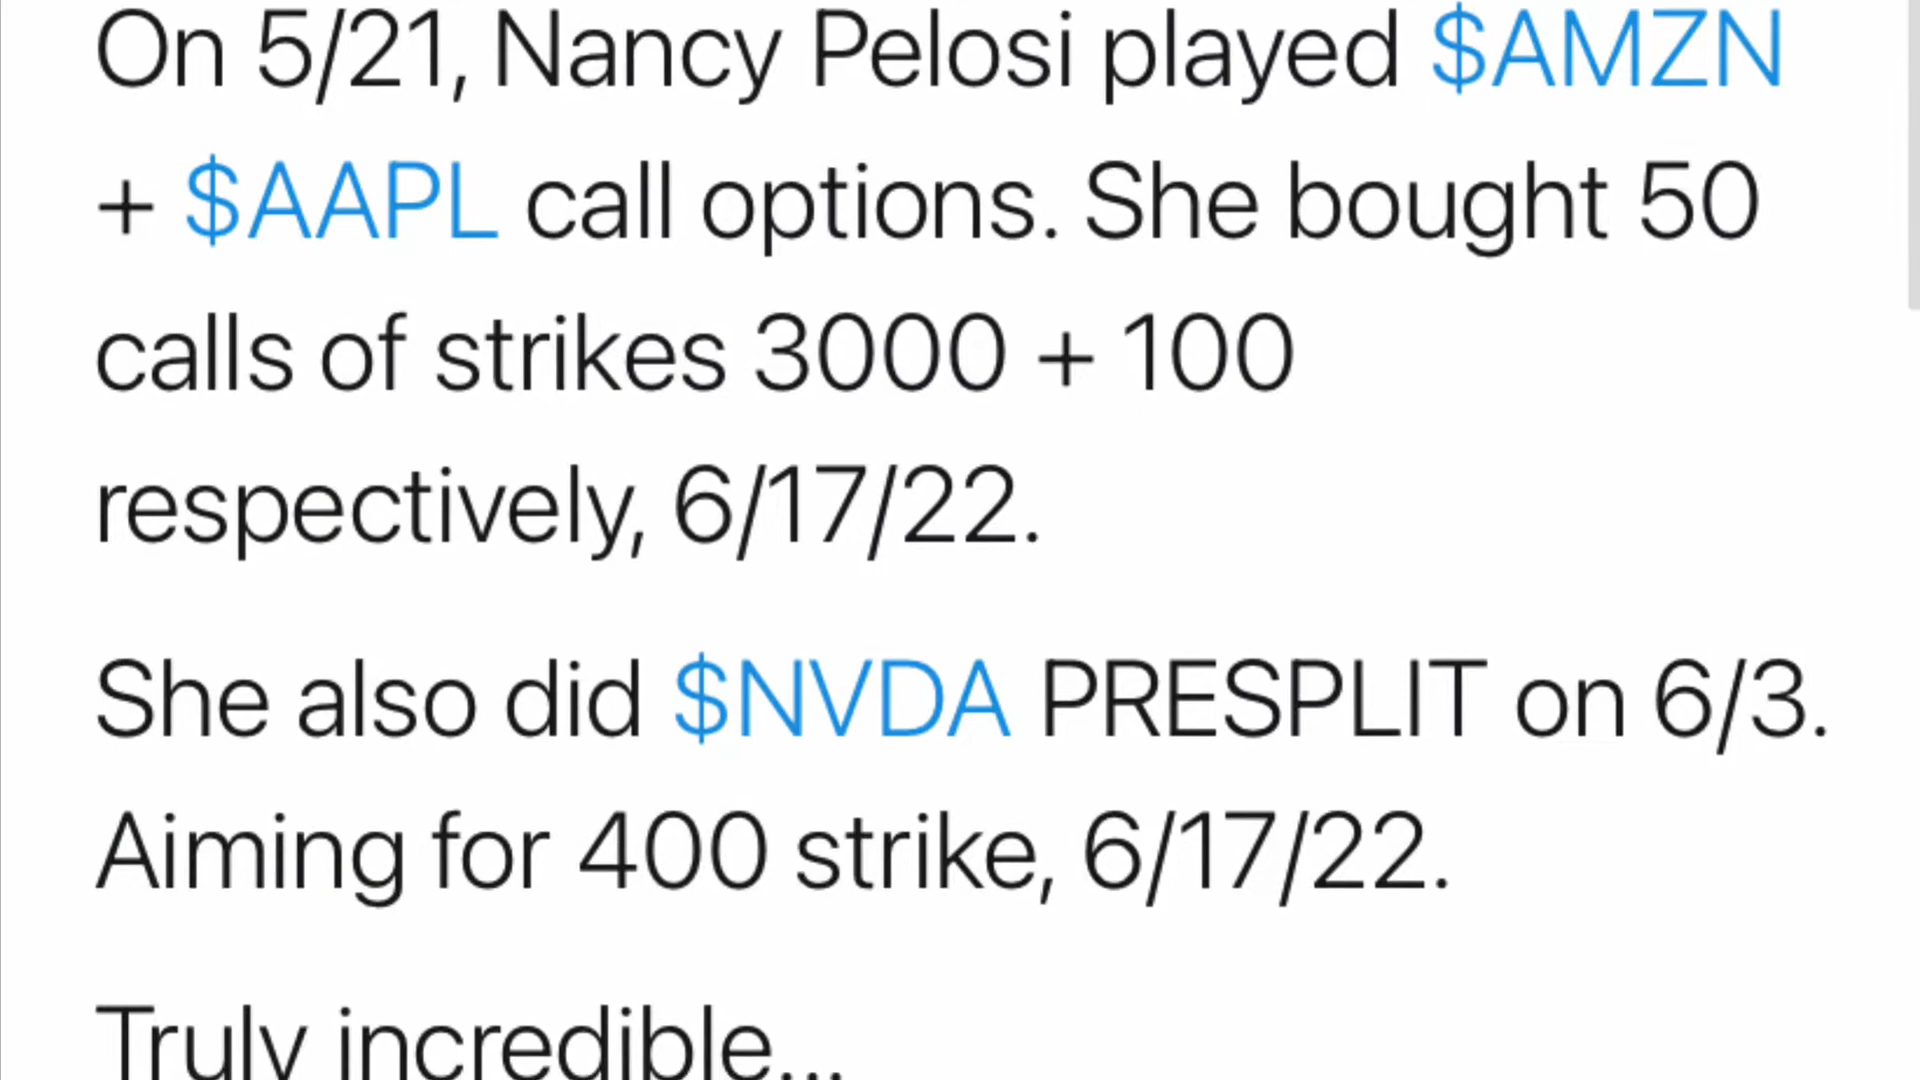 On 5/21, Nancy Pelosi played $AMZN
+ $AAPL call options. She bought 50
calls of strikes 3000 + 100
respectively, 6/17/22.
She also did $NVDA PRESPLIT on 6/3.
Aiming for 400 strike, 6/17/22.
Truly incredible...